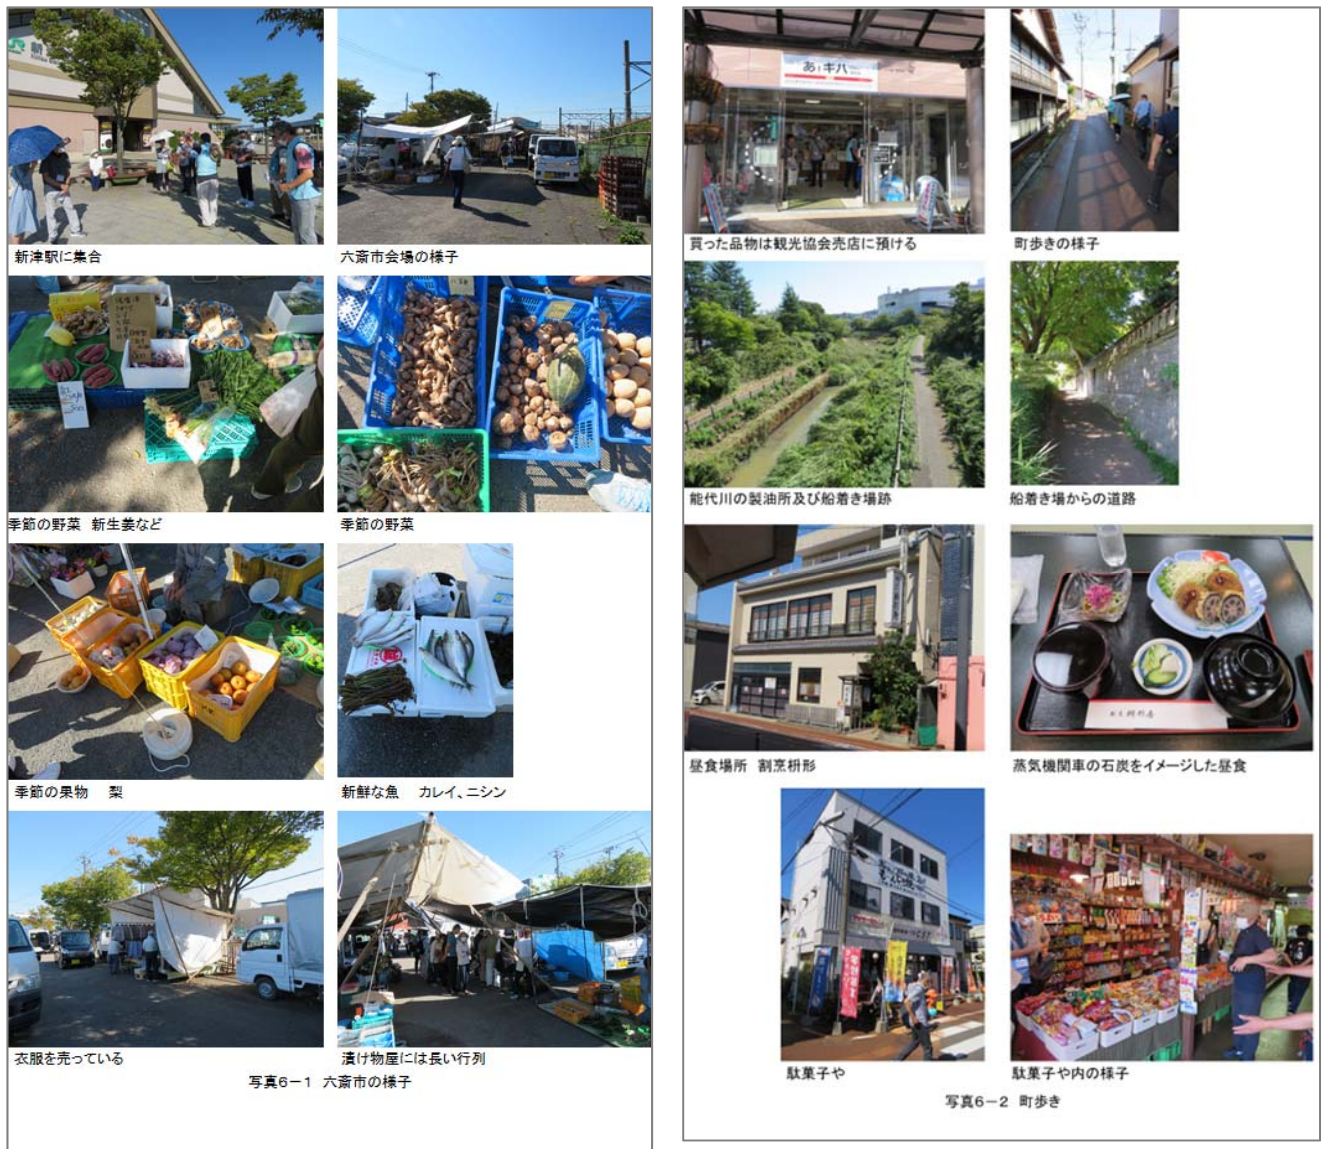 新津駅に集合
六斎市会場の様子
季節の野菜 新生姜など
季節の野菜
季節の果物 梨
新鮮な魚 カレイ、ニシン
衣服を売っている
漬け物屋には長い行列
写真6－1 六斎市の様子
あ!キハ
買った品物は観光協会売店に預ける
町歩きの様子
能代川の製油所及び船着き場跡
船着き場からの道路
昼食場所 割烹枡形
蒸気機関車の石炭をイメージした昼食
駄菓子や
駄菓子や内の様子
写真6－2 町歩き